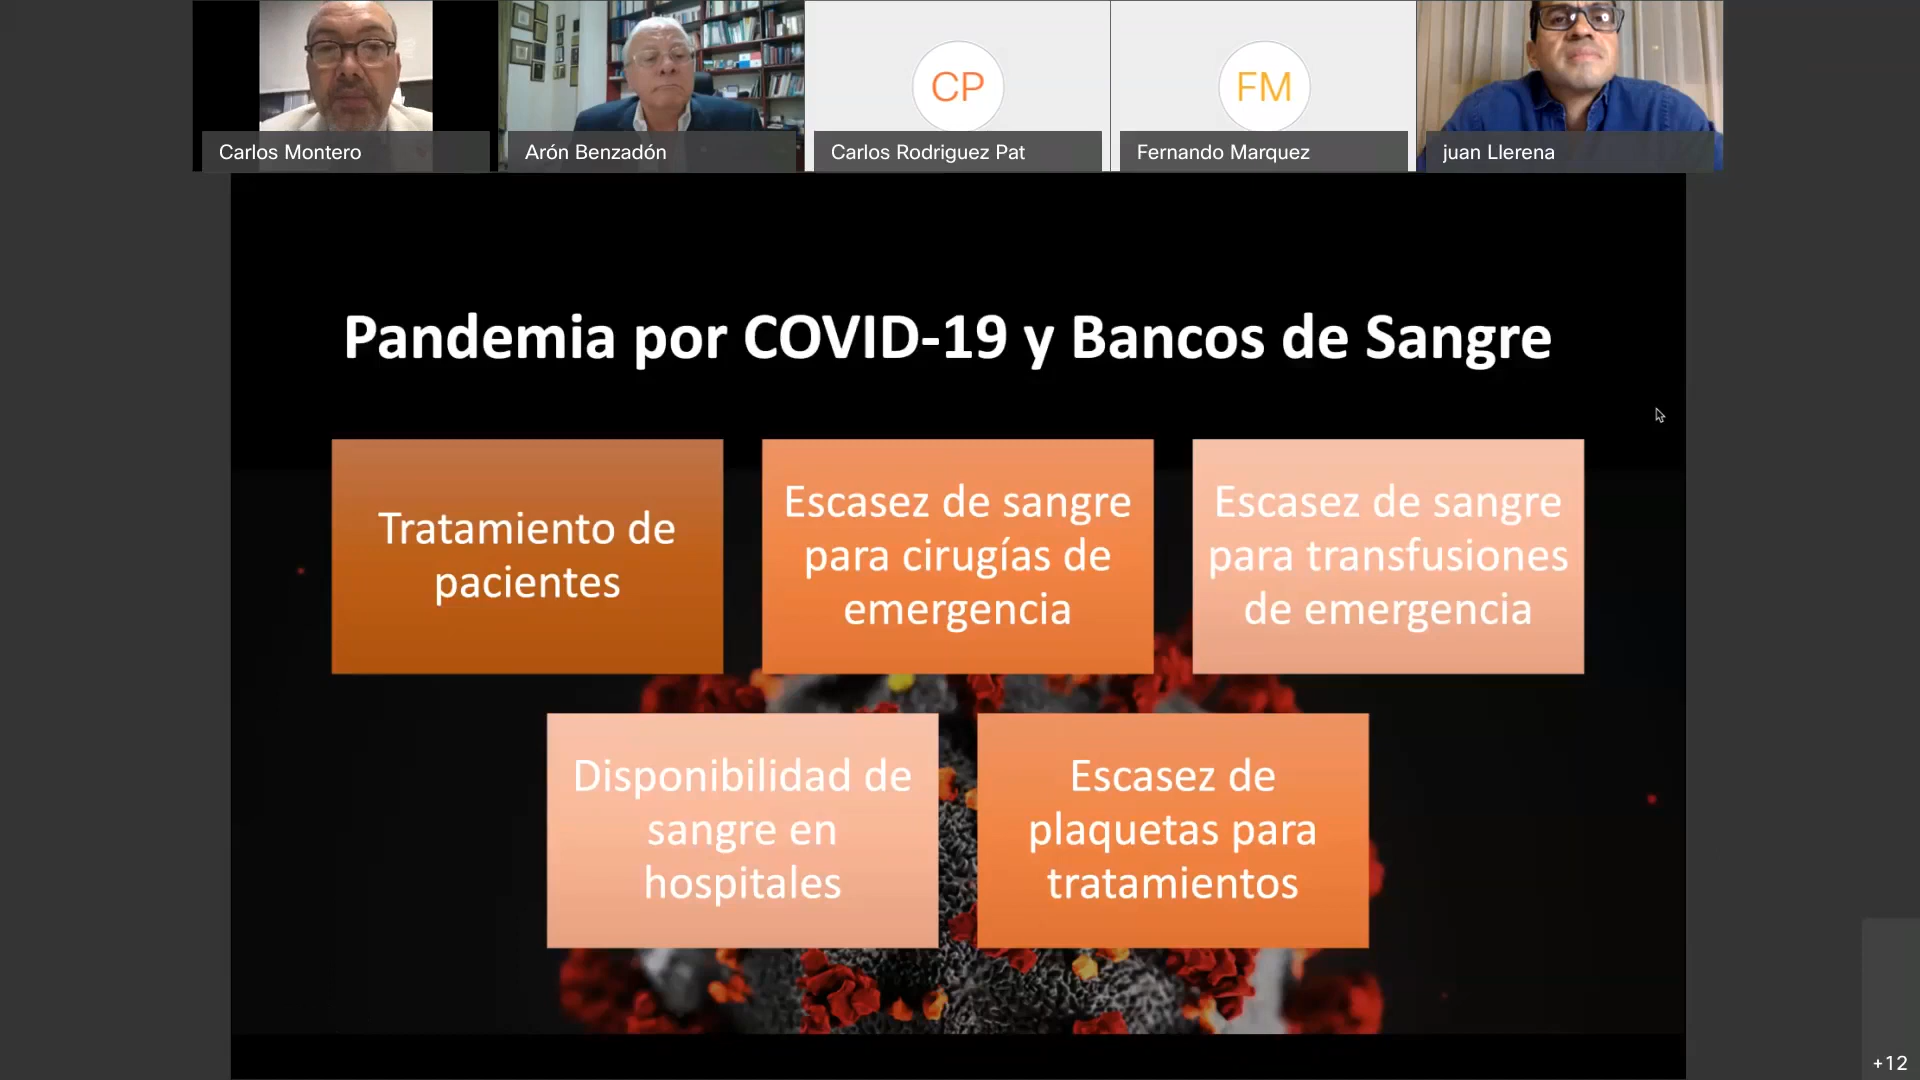 Carlos Montero
Arón Benzadón
CP
Carlos Rodriguez Pat
FM
Fernando Marquez
juan Llerena
Pandemia por COVID-19 y Bancos de Sangre
Tratamiento de
pacientes
Escasez de sangre
para cirugías de
emergencia
Escasez de sangre
para transfusiones
de emergencia
Disponibilidad de
sangre en
hospitales
Escasez de
plaquetas para
tratamientos
+12